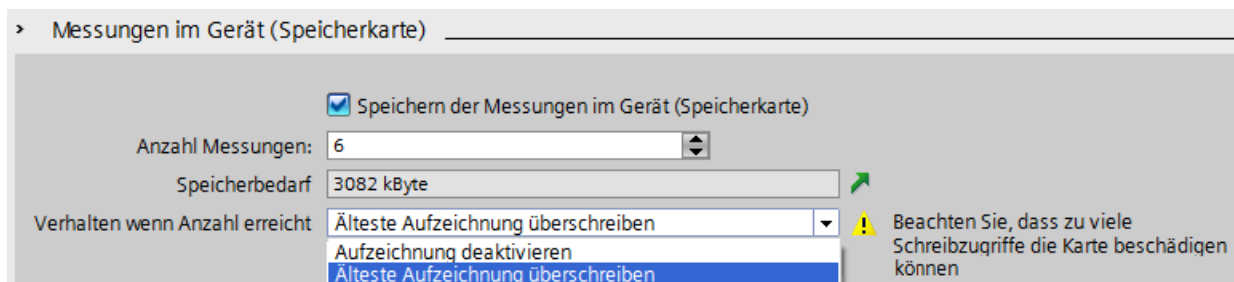 Messungen im Gerät (Speicherkarte)
Speichern der Messungen im Gerät (Speicherkarte)
Anzahl Messungen: 6
Speicherbedarf 3082 kByte
Verhalten wenn Anzahl erreicht Älteste Aufzeichnung überschreiben
Beachten Sie, dass zu viele
Schreibzugriffe die Karte beschädigen
können
Aufzeichnung deaktivieren
Älteste Aufzeichnung überschreiben